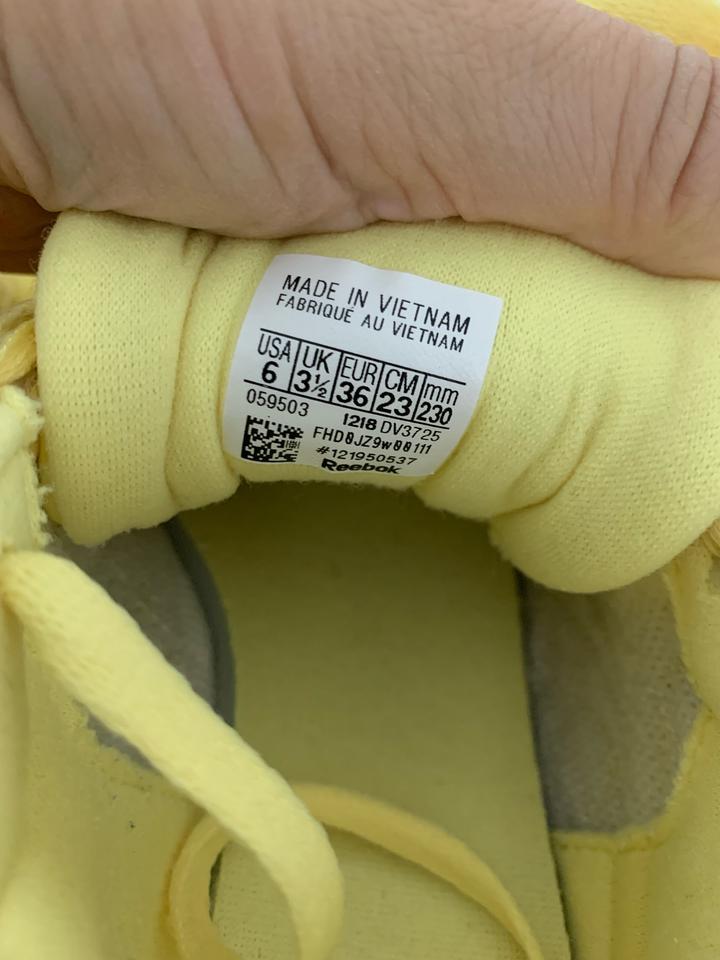 MADE IN VIETNAM
FABRIQUÉ AU VIETNAM
USA UK EUR CM mm
6 3½ 36 23 230
059503 1218 DV3725
FHD0JZ9w00111
#121950537
Reebok